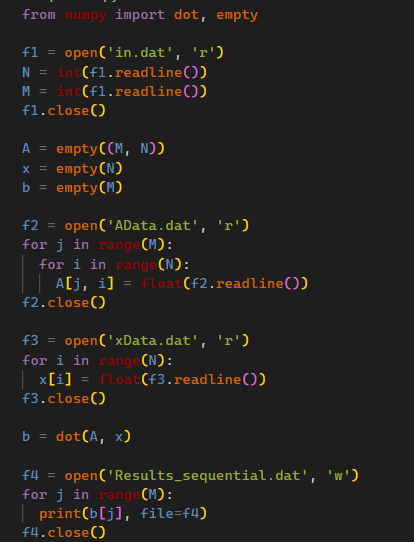 from numpy import dot, empty
f1 = open('in.dat', 'r')
N = int(f1.readline())
M = int(f1.readline())
f1.close()
A = empty((M, N))
x = empty(N)
b = empty(M)
f2 = open('AData.dat', 'r')
for j in range(M):
  for i in range(N):
    A[j, i] = float(f2.readline())
f2.close()
f3 = open('xData.dat', 'r')
for i in range(N):
  x[i] = float(f3.readline())
f3.close()
b = dot(A, x)
f4 = open('Results_sequential.dat', 'w')
for j in range(M):
  print(b[j], file=f4)
f4.close()